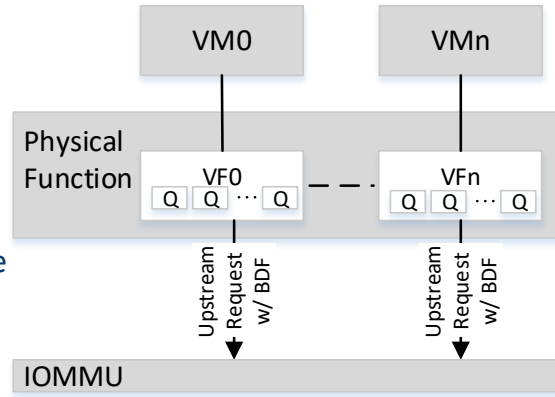 VM0
VMn
Physical
Function
VF0
Q Q ... Q
VFn
Q Q ... Q
e
Upstream
Request
w/ BDF
Upstream
Request
w/ BDF
IOMMU